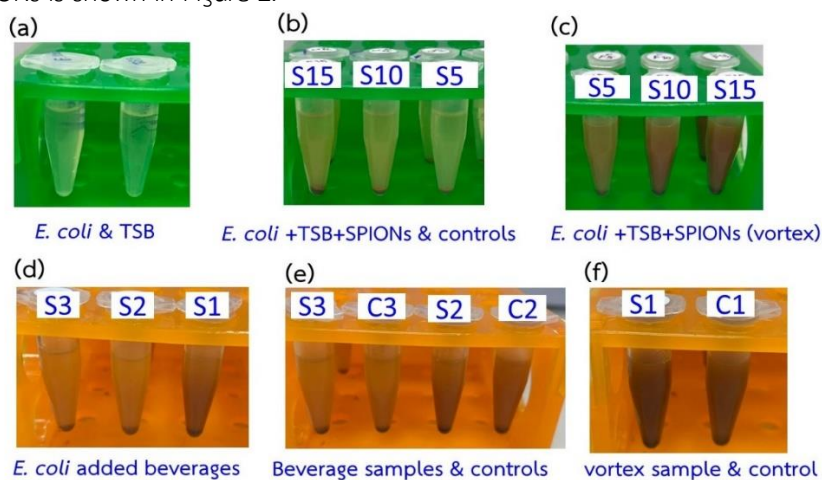 (a)
(b)
(c)
S15 S10 S5
S5 S10 S15
E. coli & TSB
E. coli +TSB+SPIONs & controls
E. coli +TSB+SPIONs (vortex)
(d)
(e)
(f)
S3 S2 S1
S3 C3 S2 C2
S1 C1
E. coli added beverages
Beverage samples & controls
vortex sample & control